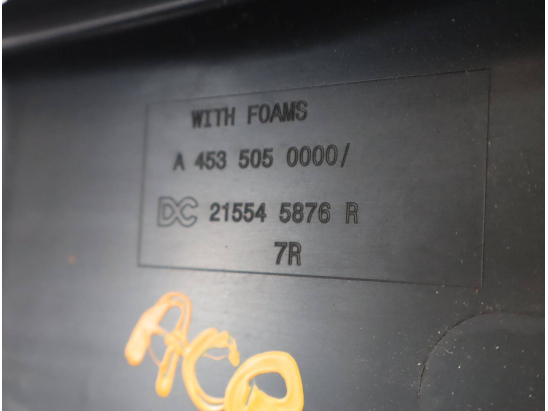 WITH FOAMS
A 453 505 0000/
DC 21554 5876 R
7R
ACO